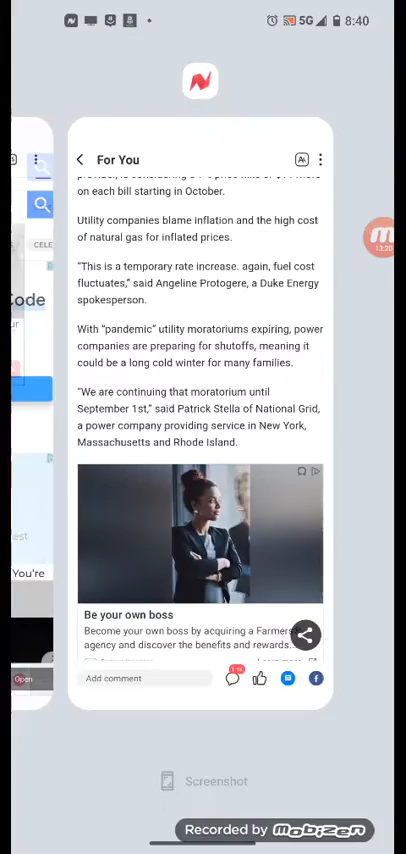 5G 8:40
For You
on each bill starting in October.
Utility companies blame inflation and the high cost
of natural gas for inflated prices.
"This is a temporary rate increase. again, fuel cost
fluctuates," said Angeline Protogere, a Duke Energy
spokesperson.
With "pandemic" utility moratoriums expiring, power
companies are preparing for shutoffs, meaning it
could be a long cold winter for many families.
"We are continuing that moratorium until
September 1st," said Patrick Stella of National Grid,
a power company providing service in New York,
Massachusetts and Rhode Island.
Be your own boss
Become your own boss by acquiring a Farmers
agency and discover the benefits and rewards...
Add comment
13:20
CELE
Code
You're
Open
Screenshot
Recorded by mobizen